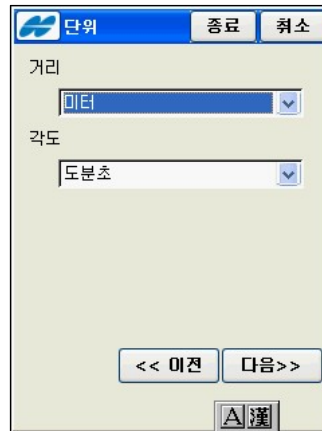 단위 종료 취소
거리
미터
각도
도분초
<< 이전 다음>>
A漢